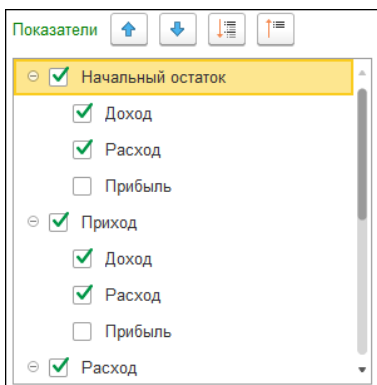 Показатели
Начальный остаток
Доход
Расход
Прибыль
Приход
Доход
Расход
Прибыль
Расход